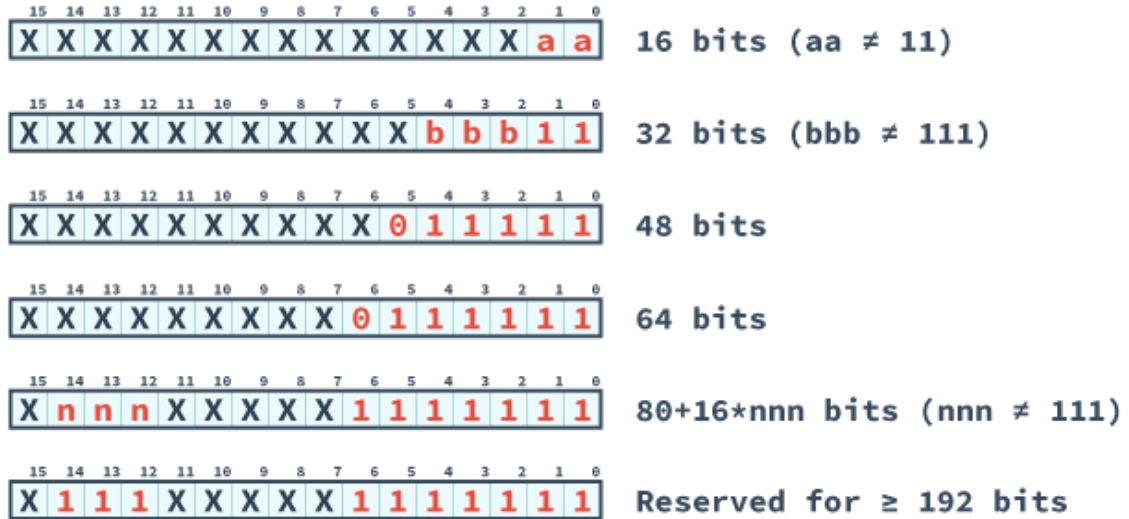 15 14 13 12 11 10 9 8 7 6 5 4 3 2 1 0
X X X X X X X X X X X X X X a a 16 bits (aa ≠ 11)
15 14 13 12 11 10 9 8 7 6 5 4 3 2 1 0
X X X X X X X X X X X b b b 1 1 32 bits (bbb ≠ 111)
15 14 13 12 11 10 9 8 7 6 5 4 3 2 1 0
X X X X X X X X X X 0 1 1 1 1 1 48 bits
15 14 13 12 11 10 9 8 7 6 5 4 3 2 1 0
X X X X X X X X X 0 1 1 1 1 1 1 64 bits
15 14 13 12 11 10 9 8 7 6 5 4 3 2 1 0
X n n n X X X X X 1 1 1 1 1 1 1 80+16*nnn bits (nnn ≠ 111)
15 14 13 12 11 10 9 8 7 6 5 4 3 2 1 0
X 1 1 1 X X X X X 1 1 1 1 1 1 1 Reserved for ≥ 192 bits